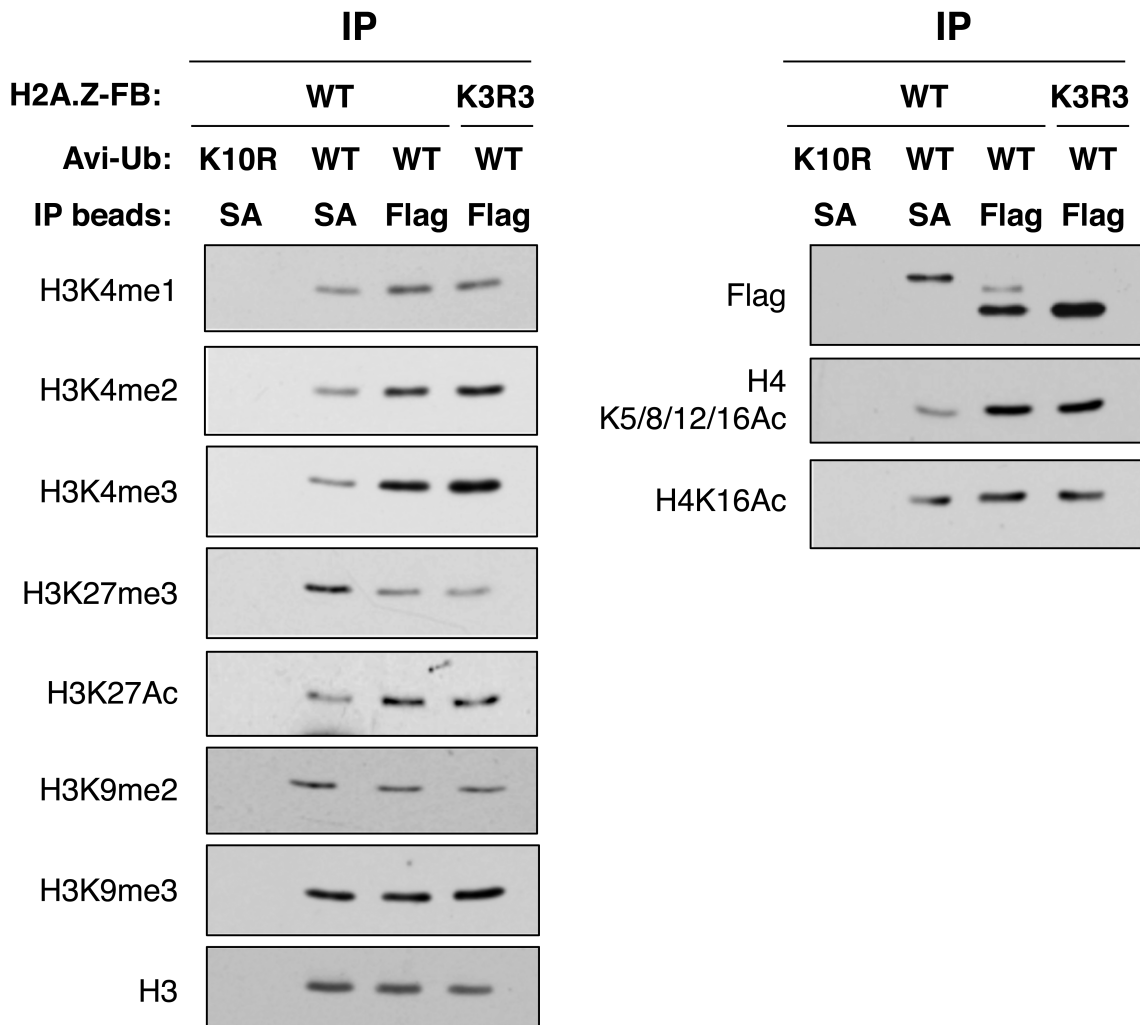 IP
H2A.Z-FB: WT K3R3
Avi-Ub: K10R WT WT WT
IP beads: SA SA Flag Flag
H3K4me1
H3K4me2
H3K4me3
H3K27me3
H3K27Ac
H3K9me2
H3K9me3
H3
IP
WT K3R3
K10R WT WT WT
SA SA Flag Flag
Flag
H4
K5/8/12/16Ac
H4K16Ac